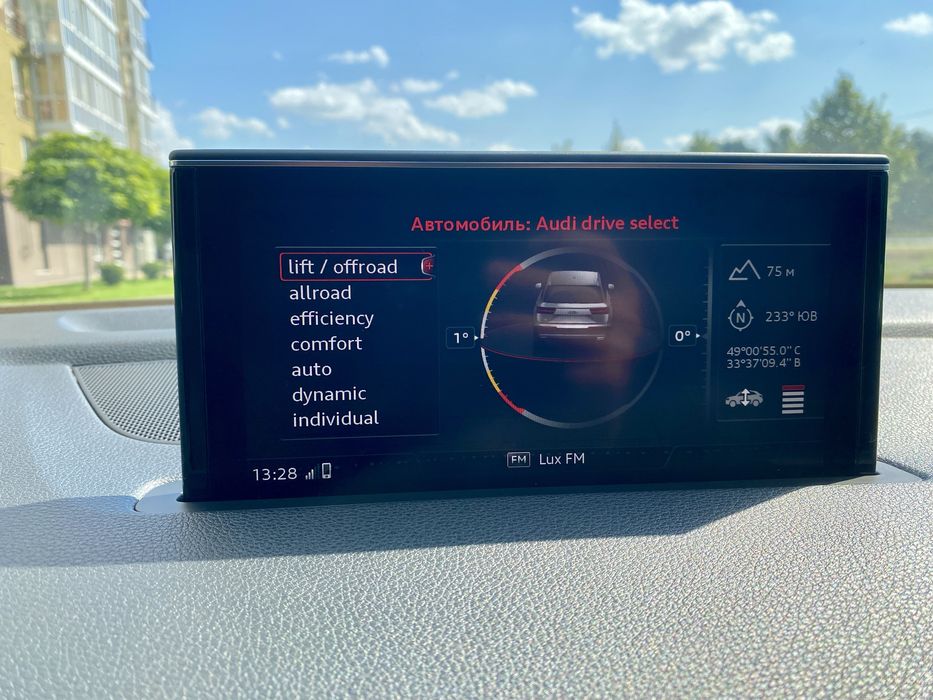 Автомобиль: Audi drive select
lift / offroad
allroad
efficiency
comfort
auto
dynamic
individual
1°
0°
75 м
N
233° ЮВ
49°00'55.0" С
33°37'09.4" В
13:28
FM Lux FM